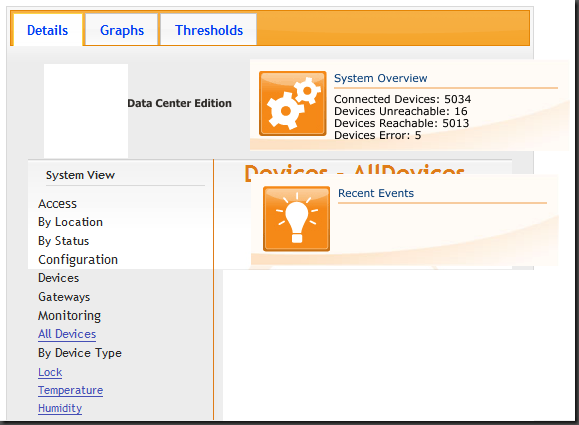 Details Graphs Thresholds
Data Center Edition
System Overview
Connected Devices: 5034
Devices Unreachable: 16
Devices Reachable: 5013
Devices Error: 5
Devices - AllDevices
Recent Events
System View
Access
By Location
By Status
Configuration
Devices
Gateways
Monitoring
All Devices
By Device Type
Lock
Temperature
Humidity